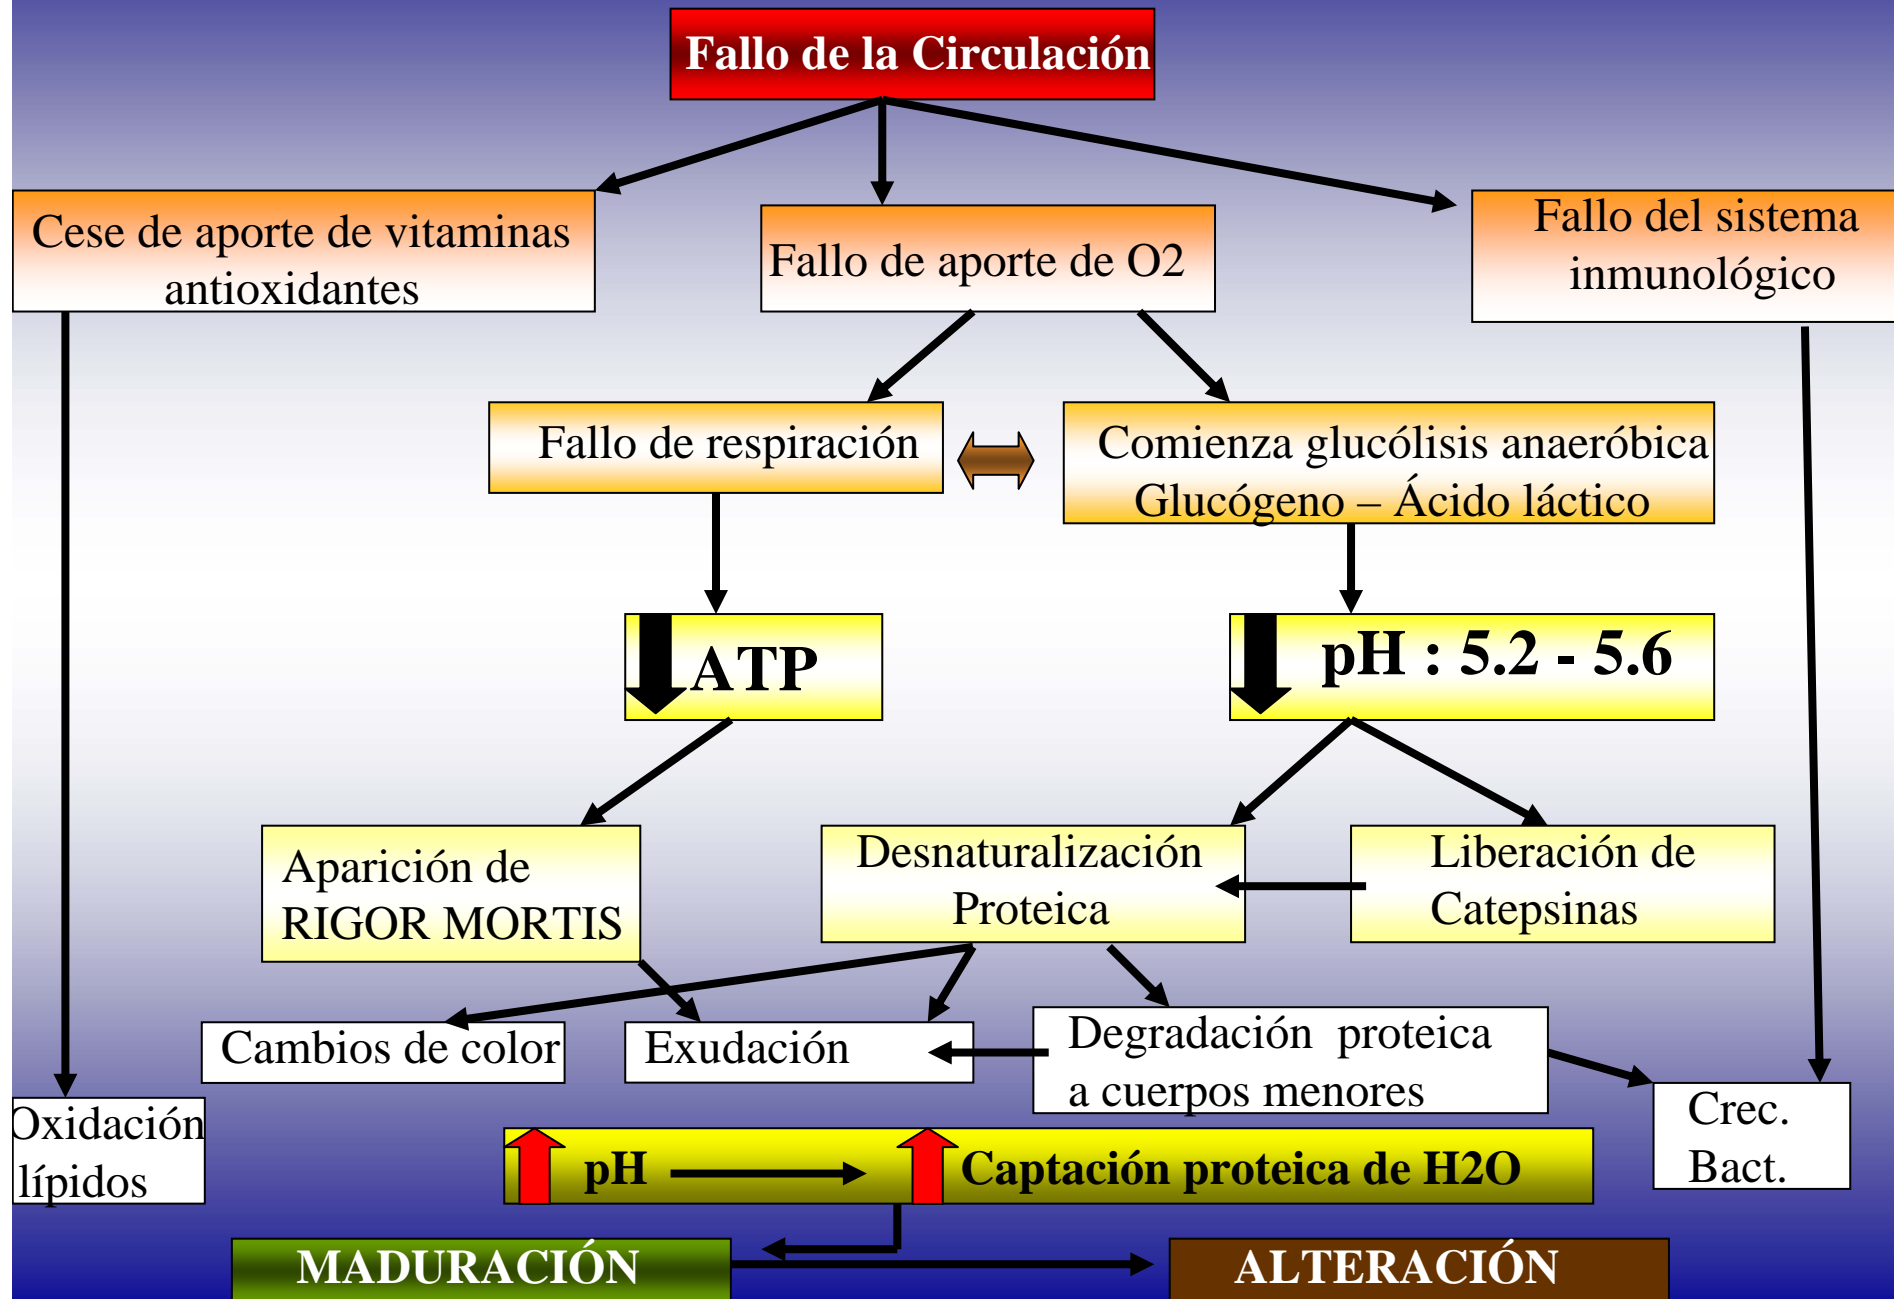 Fallo de la Circulación
Cese de aporte de vitaminas
antioxidantes
Fallo de aporte de O2
Fallo del sistema
inmunológico
Fallo de respiración
Comienza glucólisis anaeróbica
Glucógeno – Ácido láctico
ATP
pH : 5.2 - 5.6
Aparición de
RIGOR MORTIS
Desnaturalización
Proteica
Liberación de
Catepsinas
Cambios de color
Exudación
Degradación proteica
a cuerpos menores
Oxidación
lípidos
Crec.
Bact.
pH
Captación proteica de H2O
MADURACIÓN
ALTERACIÓN